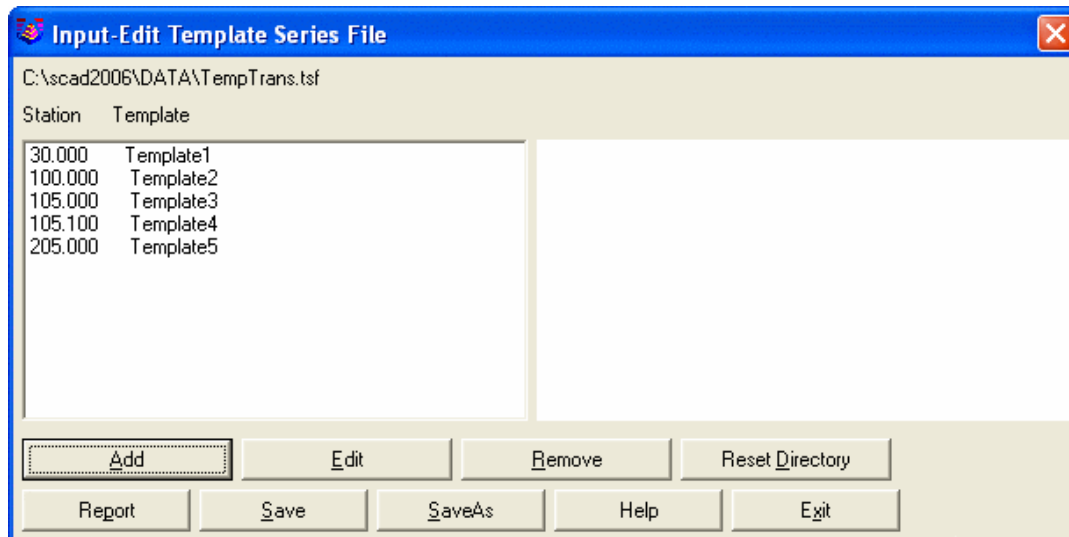 Input-Edit Template Series File
C:\scad2006\DATA\TempTrans.tsf
Station Template
30.000 Template1
100.000 Template2
105.000 Template3
105.100 Template4
205.000 Template5
Add Edit Remove Reset Directory
Report Save SaveAs Help Exit